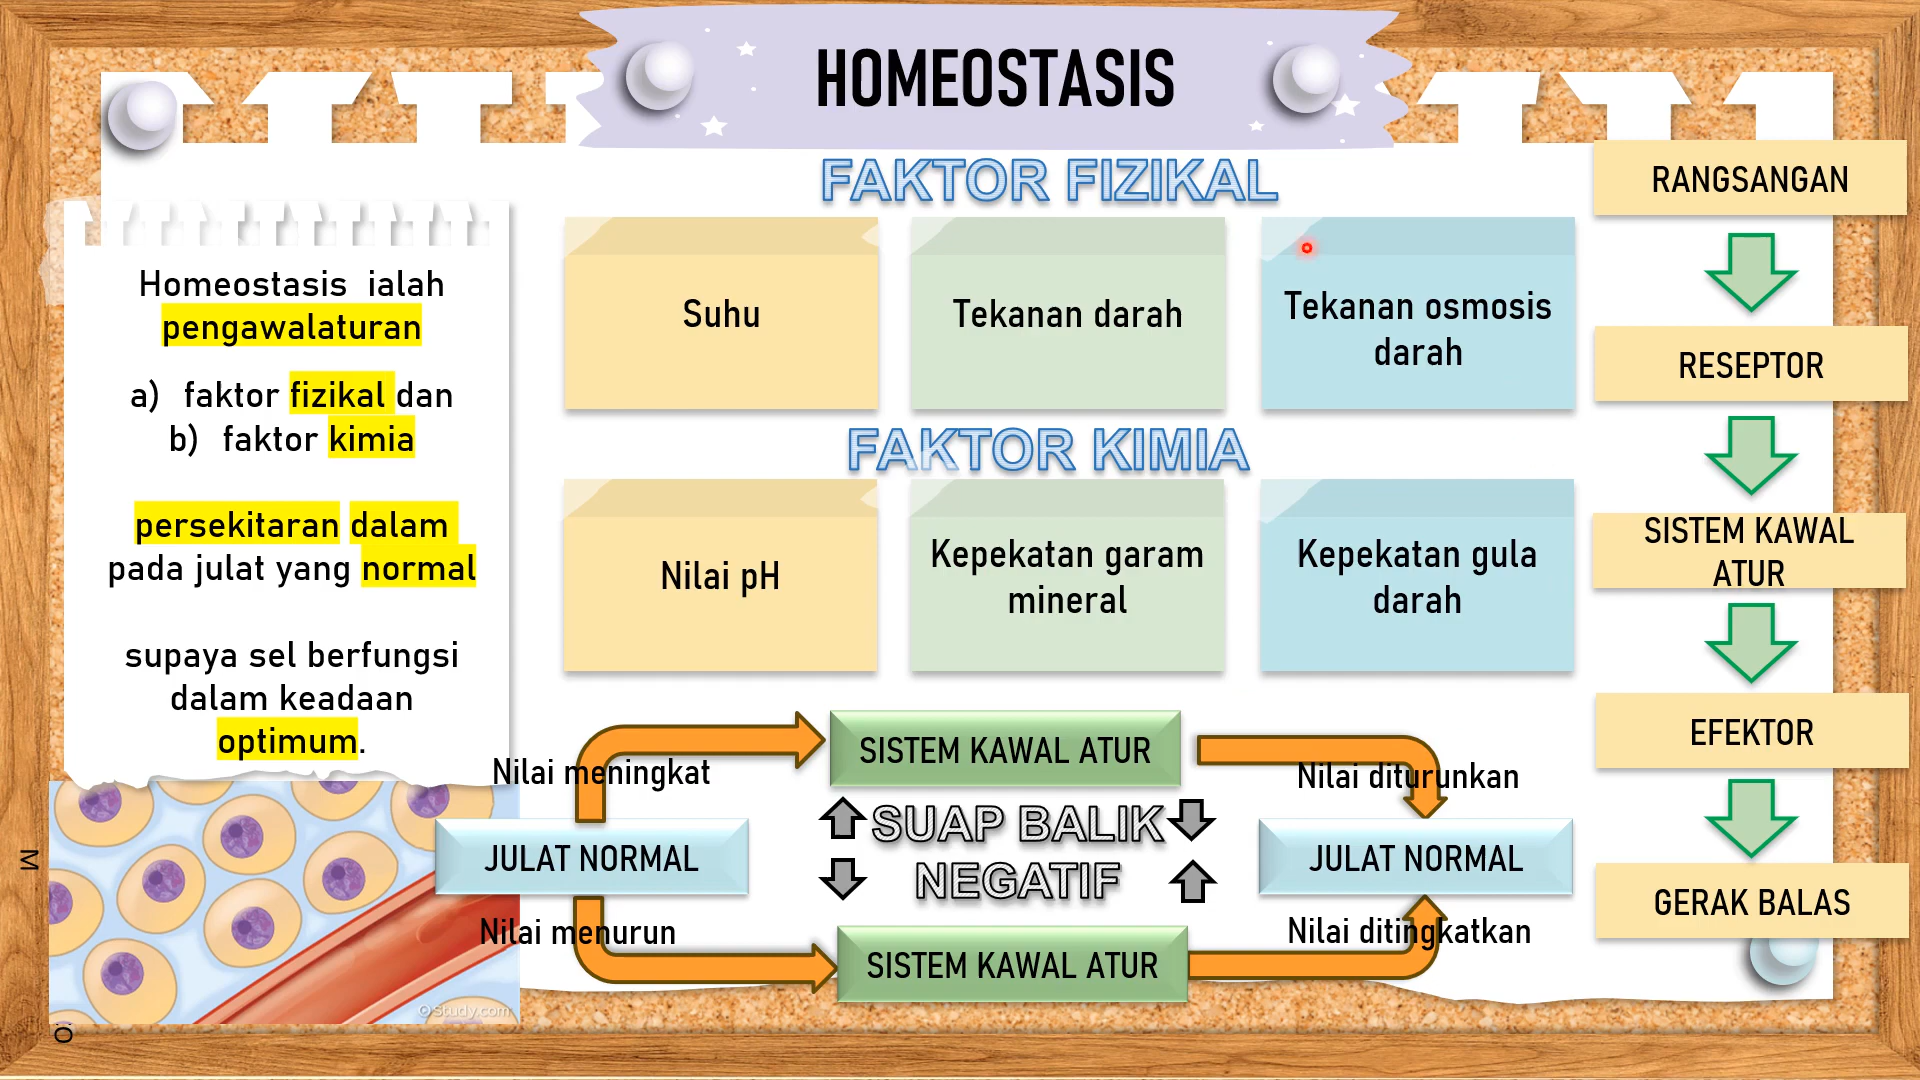 HOMEOSTASIS
Homeostasis ialah
pengawalaturan
a) faktor fizikal dan
b) faktor kimia
persekitaran dalam
pada julat yang normal
supaya sel berfungsi
dalam keadaan
optimum.
FAKTOR FIZIKAL
Suhu
Tekanan darah
Tekanan osmosis
darah
FAKTOR KIMIA
Nilai pH
Kepekatan garam
mineral
Kepekatan gula
darah
Nilai meningkat
SISTEM KAWAL ATUR
Nilai diturunkan
JULAT NORMAL
SUAP BALIK
NEGATIF
JULAT NORMAL
Nilai menurun
SISTEM KAWAL ATUR
Nilai ditingkatkan
RANGSANGAN
RESEPTOR
SISTEM KAWAL
ATUR
EFEKTOR
GERAK BALAS
M
O
© Study.com